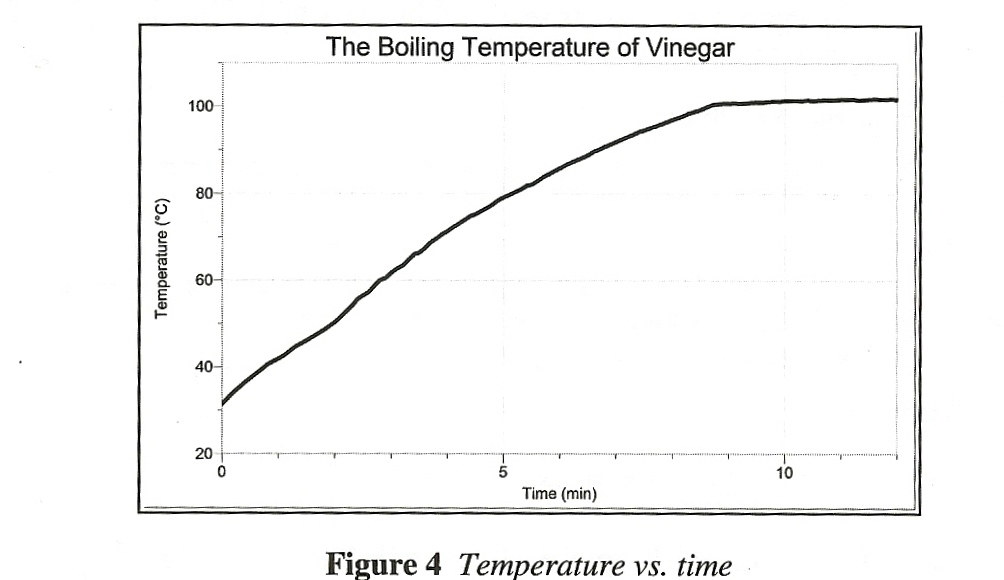 The Boiling Temperature of Vinegar
100
80
60
40
20
Temperature (°C)
0 5 10
Time (min)
Figure 4 Temperature vs. time